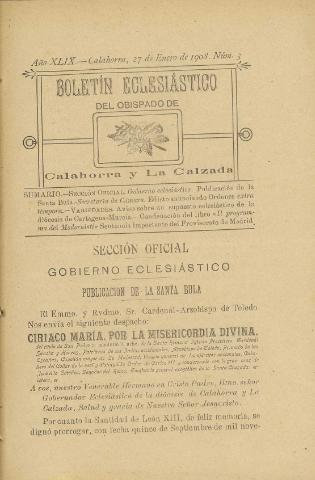 Año XLIX.—Calahorra, 27 de Enero de 1908. Núm. 3
BOLETÍN ECLESIÁSTICO
DEL OBISPADO DE
Calahorra y La Calzada
SUMARIO.—SECCIÓN OFICIAL. Gobierno eclesiástico. Publicación de la
Santa Bula.—Secretaría de Cámara. Edicto anunciando Ordenes extra
témpora.—VARIEDADES. Aviso sobre un supuesto eclesiástico de la
diócesis de Cartagena-Murcia.—Condenación del libro «Il program-
ma dei Modernisti» Sentencia importante del Provisorato de Madrid.
SECCIÓN OFICIAL
GOBIERNO ECLESIÁSTICO
PUBLICACIÓN DE LA SANTA BULA
El Emmo. y Rvdmo. Sr. Cardenal-Arzobispo de Toledo
Nos envía el siguiente despacho:
CIRIACO MARÍA, POR LA MISERICORDIA DIVINA,
A vos, nuestro Venerable Hermano en Cristo Padre, Ilmo. señor
Gobernador Eclesiástico de la diócesis de Calahorra y La
Calzada, Salud y gracia de Nuestro Señor Jesucristo.
Por cuanto la Santidad de León XIII, de feliz memoria, se
dignó prorrogar, con fecha quince de Septiembre de mil nove-